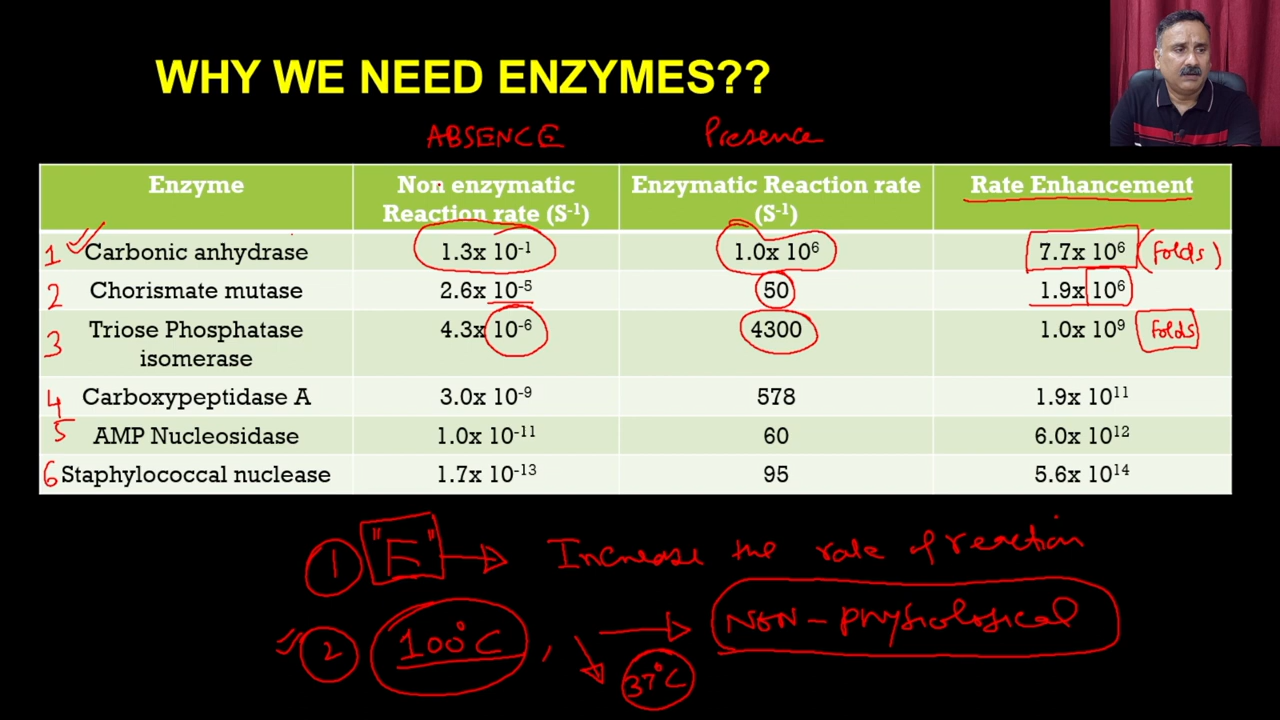 WHY WE NEED ENZYMES??
ABSENCE Presence
Enzyme Non enzymatic Reaction rate (S⁻¹) Enzymatic Reaction rate (S⁻¹) Rate Enhancement
1 Carbonic anhydrase 1.3x 10⁻¹ 1.0x 10⁶ 7.7x 10⁶ (Folds)
2 Chorismate mutase 2.6x 10⁻⁵ 50 1.9x 10⁶
3 Triose Phosphatase isomerase 4.3x 10⁻⁶ 4300 1.0x 10⁹ Folds
4 Carboxypeptidase A 3.0x 10⁻⁹ 578 1.9x 10¹¹
5 AMP Nucleosidase 1.0x 10⁻¹¹ 60 6.0x 10¹²
6 Staphylococcal nuclease 1.7x 10⁻¹³ 95 5.6x 10¹⁴
1 "E" → Increase the rate of reaction
2 100°C, → NON-physiological
37°C